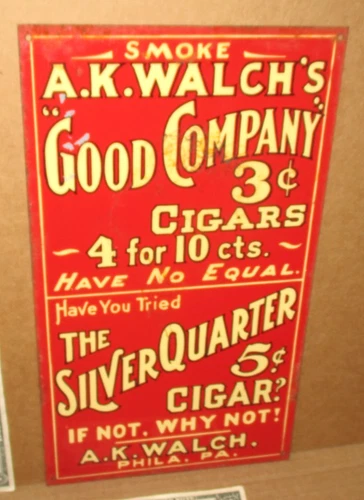 SMOKE
A.K.WALCH'S
"GOOD COMPANY"
3¢
CIGARS
~ 4 for 10 cts. ~
HAVE NO EQUAL.
Have You Tried
THE
SILVER QUARTER
5¢
CIGAR?
IF NOT, WHY NOT!
A.K.WALCH.
PHILA. PA.